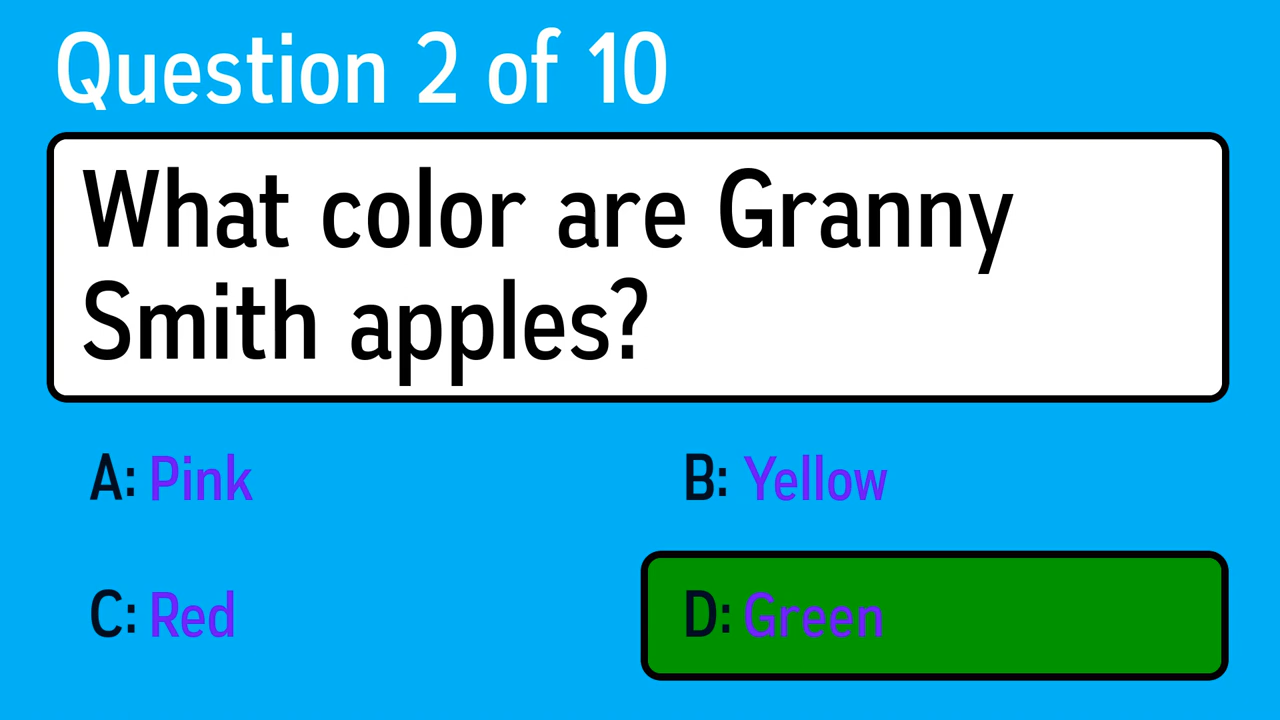 Question 2 of 10
What color are Granny
Smith apples?
A: Pink
B: Yellow
C: Red
D: Green